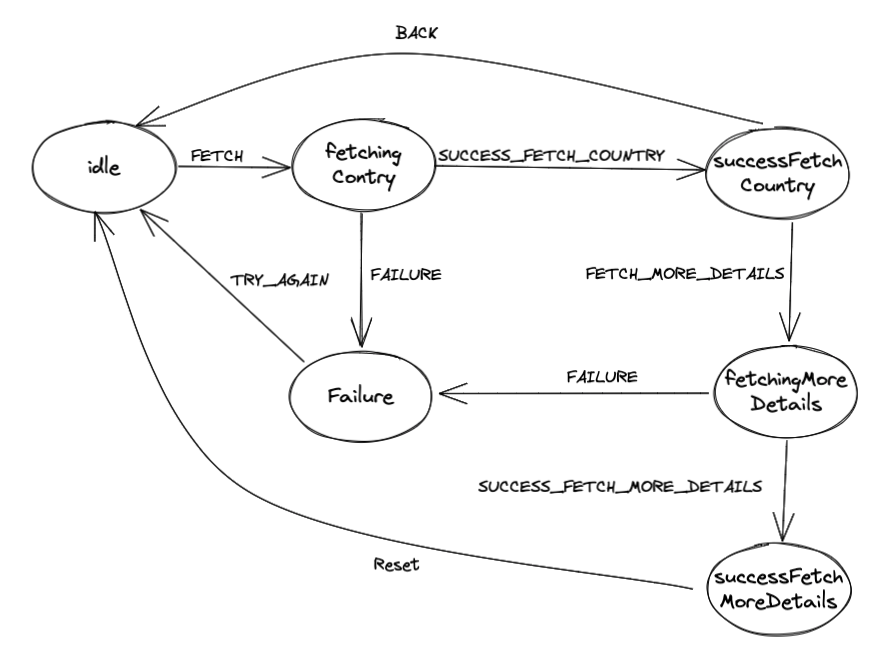 BACK
idle
FETCH
fetching
Contry
SUCCESS_FETCH_COUNTRY
successFetch
Country
TRY_AGAIN
FAILURE
FETCH_MORE_DETAILS
Failure
FAILURE
fetchingMore
Details
SUCCESS_FETCH_MORE_DETAILS
Reset
successFetch
MoreDetails